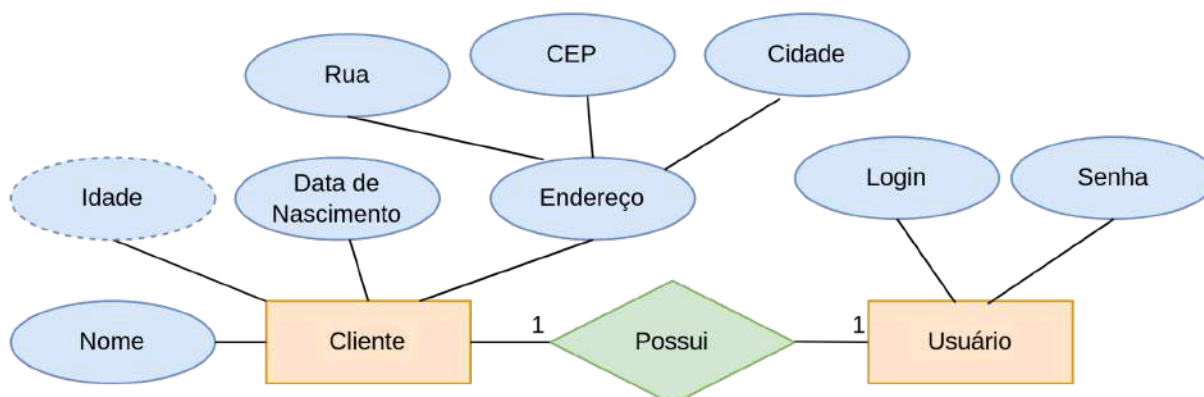 CEP
Cidade
Rua
Login
Senha
Idade
Data de
Nascimento
Endereço
Nome
Cliente
1
Possui
1
Usuário